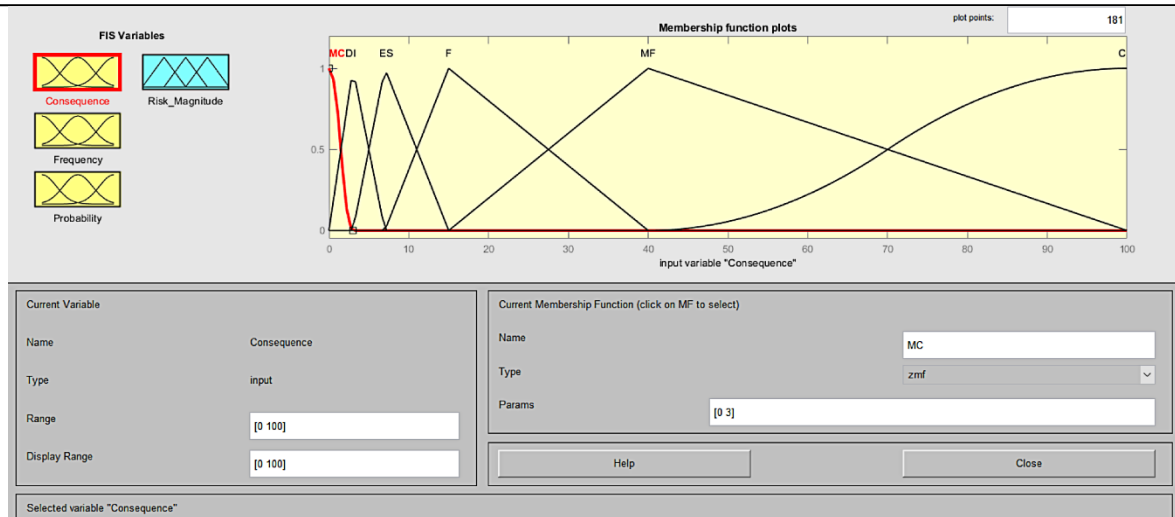 FIS Variables
Consequence
Risk_Magnitude
Frequency
Probability
Membership function plots
plot points:
181
MC DI ES F MF C
1
0.5
0
0 10 20 30 40 50 60 70 80 90 100
input variable "Consequence"
Current Variable
Name Consequence
Type input
Range [0 100]
Display Range [0 100]
Current Membership Function (click on MF to select)
Name MC
Type zmf
Params [0 3]
Help Close
Selected variable "Consequence"